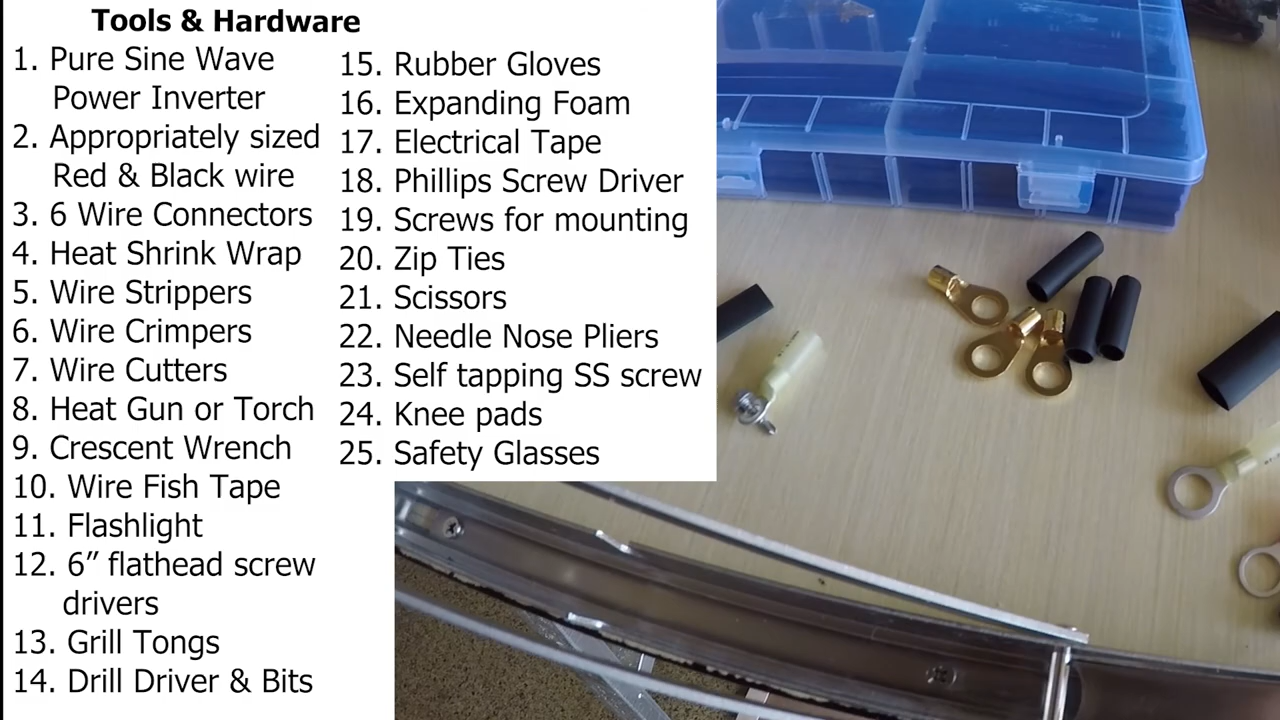 Tools & Hardware
1. Pure Sine Wave
Power Inverter
2. Appropriately sized
Red & Black wire
3. 6 Wire Connectors
4. Heat Shrink Wrap
5. Wire Strippers
6. Wire Crimpers
7. Wire Cutters
8. Heat Gun or Torch
9. Crescent Wrench
10. Wire Fish Tape
11. Flashlight
12. 6” flathead screw
drivers
13. Grill Tongs
14. Drill Driver & Bits
15. Rubber Gloves
16. Expanding Foam
17. Electrical Tape
18. Phillips Screw Driver
19. Screws for mounting
20. Zip Ties
21. Scissors
22. Needle Nose Pliers
23. Self tapping SS screw
24. Knee pads
25. Safety Glasses